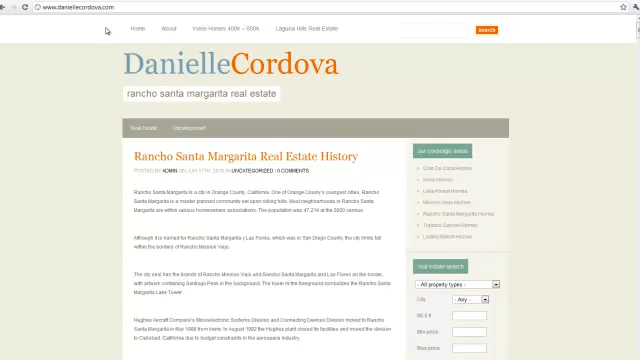 www.daniellecordova.com
Home About Irvine Homes 400k – 600k Laguna Hills Real Estate
search
DanielleCordova
rancho santa margarita real estate
Real Estate Uncategorized
Rancho Santa Margarita Real Estate History
POSTED BY ADMIN ON JUN 17TH, 2010 IN UNCATEGORIZED | 0 COMMENTS
Rancho Santa Margarita is a city in Orange County, California. One of Orange County's youngest cities, Rancho
Santa Margarita is a master planned community set upon rolling hills. Most neighborhoods in Rancho Santa
Margarita are within various homeowners associations. The population was 47,214 at the 2000 census.
Although it is named for Rancho Santa Margarita y Las Flores, which was in San Diego County, the city limits fall
within the borders of Rancho Mission Viejo.
The city seal has the brands of Rancho Mission Viejo and Rancho Santa Margarita and Las Flores on the border,
with artwork containing Santiago Peak in the background. The tower in the foreground symbolizes the Rancho Santa
Margarita Lake Tower.
Hughes Aircraft Company's Microelectronic Systems Division and Connecting Devices Division moved to Rancho
Santa Margarita in May 1988 from Irvine. In August 1992 the Hughes plant closed its facilities and moved the division
to Carlsbad, California due to budget constraints in the aerospace industry.
our coverage areas
Coto De Caza Homes
Irvine Homes
Lake Forest Homes
Mission Viejo Homes
Rancho Santa Margarita Homes
Trabuco Canyon Homes
Ladera Ranch Homes
real estate search
- All property types -
City - Any -
MLS #
Min price
Max price